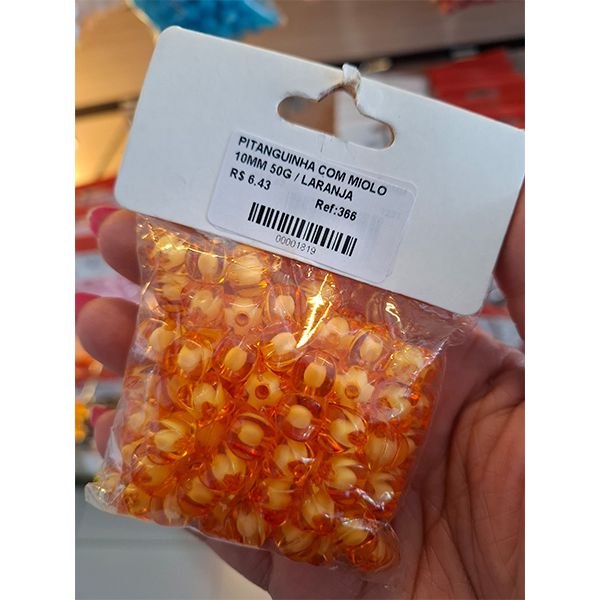 PITANGUINHA COM MIOLO
10MM 50G / LARANJA
R$ 6.43
Ref:366
00001819